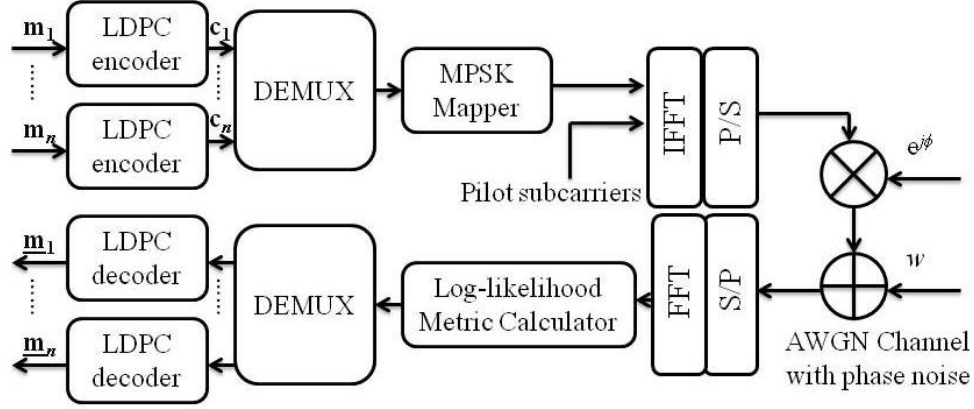 m1
LDPC
encoder
c1
DEMUX
MPSK
Mapper
IFFT
P/S
mn
LDPC
encoder
cn
Pilot subcarriers
e^jϕ
m1
LDPC
decoder
DEMUX
Log-likelihood
Metric Calculator
FFT
S/P
w
mn
LDPC
decoder
AWGN Channel
with phase noise